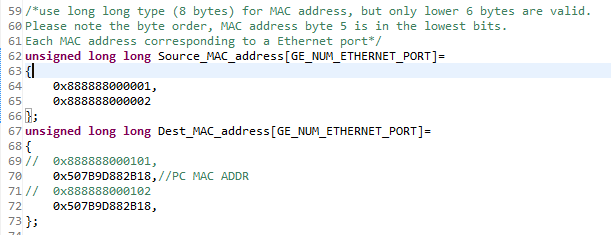 59 /*use long long type (8 bytes) for MAC address, but only lower 6 bytes are valid.
60 Please note the byte order, MAC address byte 5 is in the lowest bits.
61 Each MAC address corresponding to a Ethernet port*/
62 unsigned long long Source_MAC_address[GE_NUM_ETHERNET_PORT]=
63 {
64     0x888888000001,
65     0x888888000002
66 };
67 unsigned long long Dest_MAC_address[GE_NUM_ETHERNET_PORT]=
68 {
69 //  0x888888000101,
70     0x507B9D882B18,//PC MAC ADDR
71 //  0x888888000102
72     0x507B9D882B18,
73 };